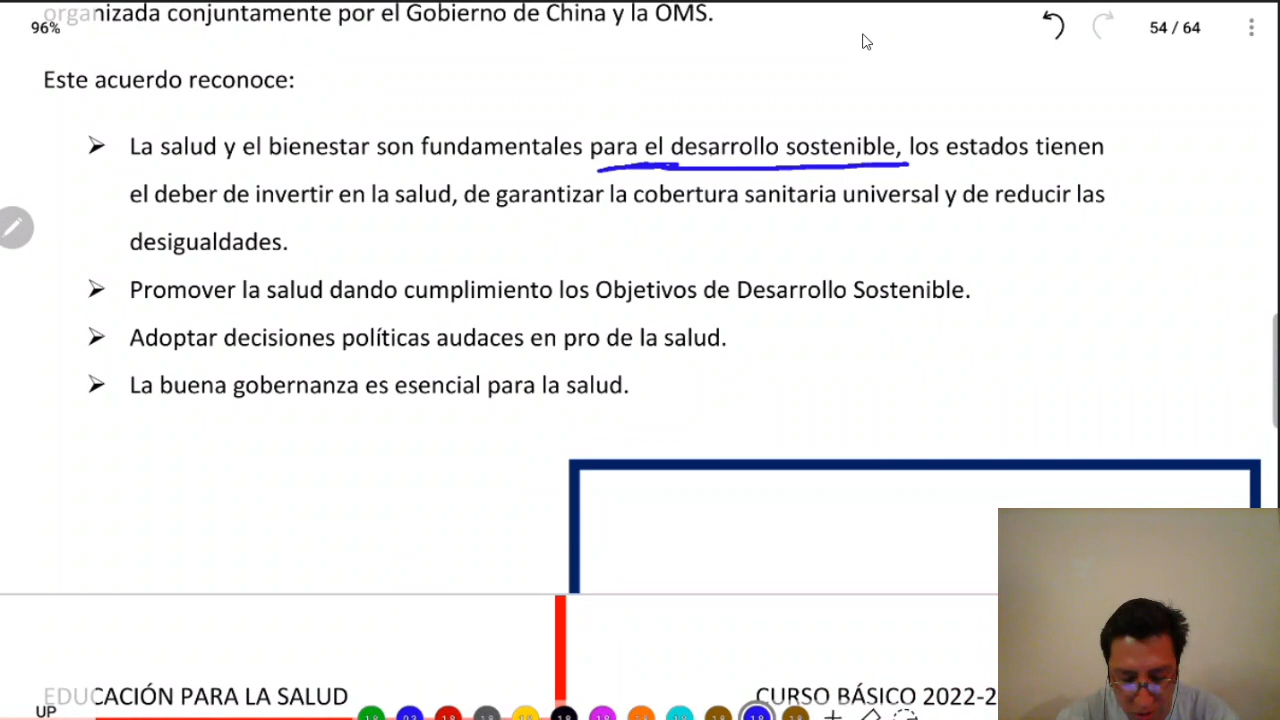 organizada conjuntamente por el Gobierno de China y la OMS.
96%
54 / 64
Este acuerdo reconoce:
➤ La salud y el bienestar son fundamentales para el desarrollo sostenible, los estados tienen
el deber de invertir en la salud, de garantizar la cobertura sanitaria universal y de reducir las
desigualdades.
➤ Promover la salud dando cumplimiento los Objetivos de Desarrollo Sostenible.
➤ Adoptar decisiones políticas audaces en pro de la salud.
➤ La buena gobernanza es esencial para la salud.
EDUCACIÓN PARA LA SALUD
CURSO BÁSICO 2022-2
UP